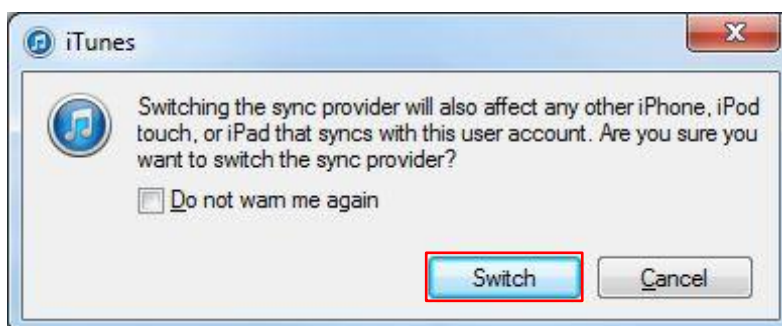 iTunes
Switching the sync provider will also affect any other iPhone, iPod
touch, or iPad that syncs with this user account. Are you sure you
want to switch the sync provider?
Do not warn me again
Switch Cancel